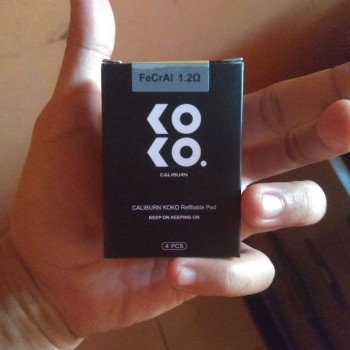 FeCrAl 1.2Ω
KO
KO.
CALIBURN
CALIBURN KOKO Refillable Pod
KEEP ON KEEPING ON
4 PCS